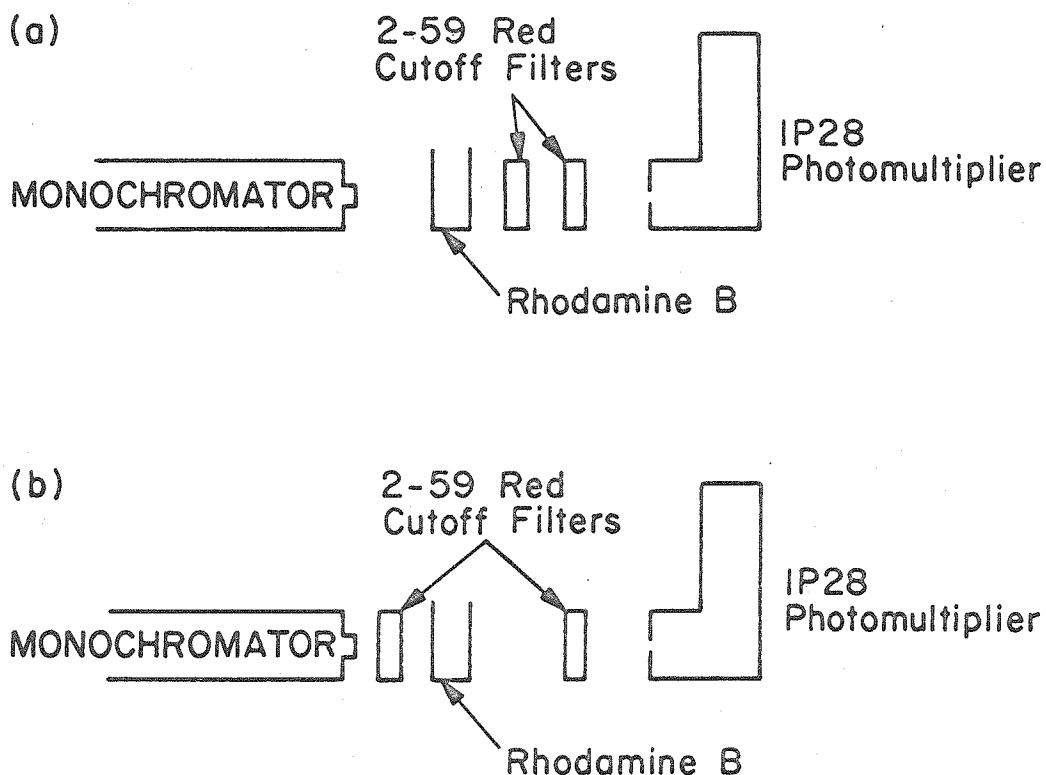 (a)
2-59 Red
Cutoff Filters
IP28
Photomultiplier
MONOCHROMATOR
Rhodamine B
(b)
2-59 Red
Cutoff Filters
IP28
Photomultiplier
MONOCHROMATOR
Rhodamine B